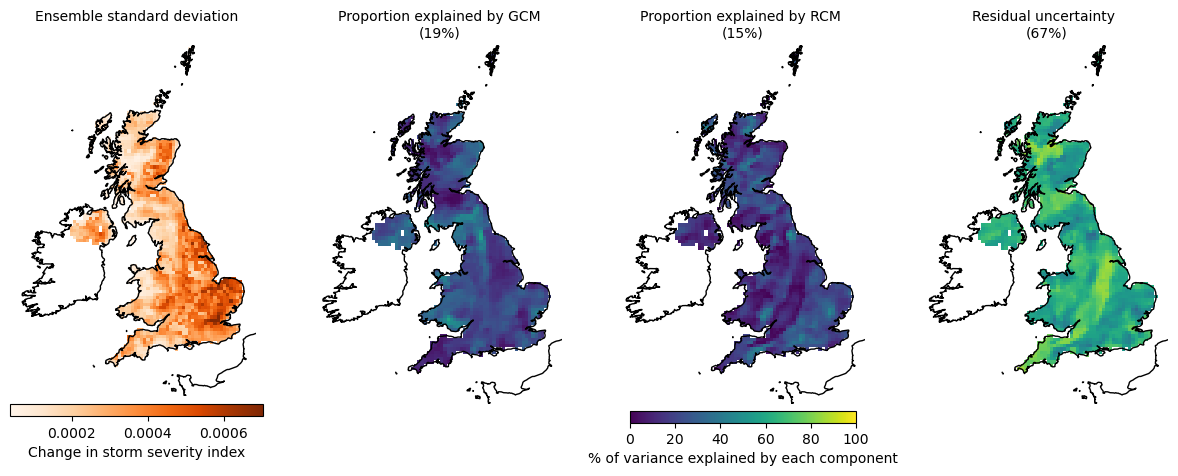 Ensemble standard deviation
Proportion explained by GCM
(19%)
Proportion explained by RCM
(15%)
Residual uncertainty
(67%)
0.0002 0.0004 0.0006
Change in storm severity index
0 20 40 60 80 100
% of variance explained by each component